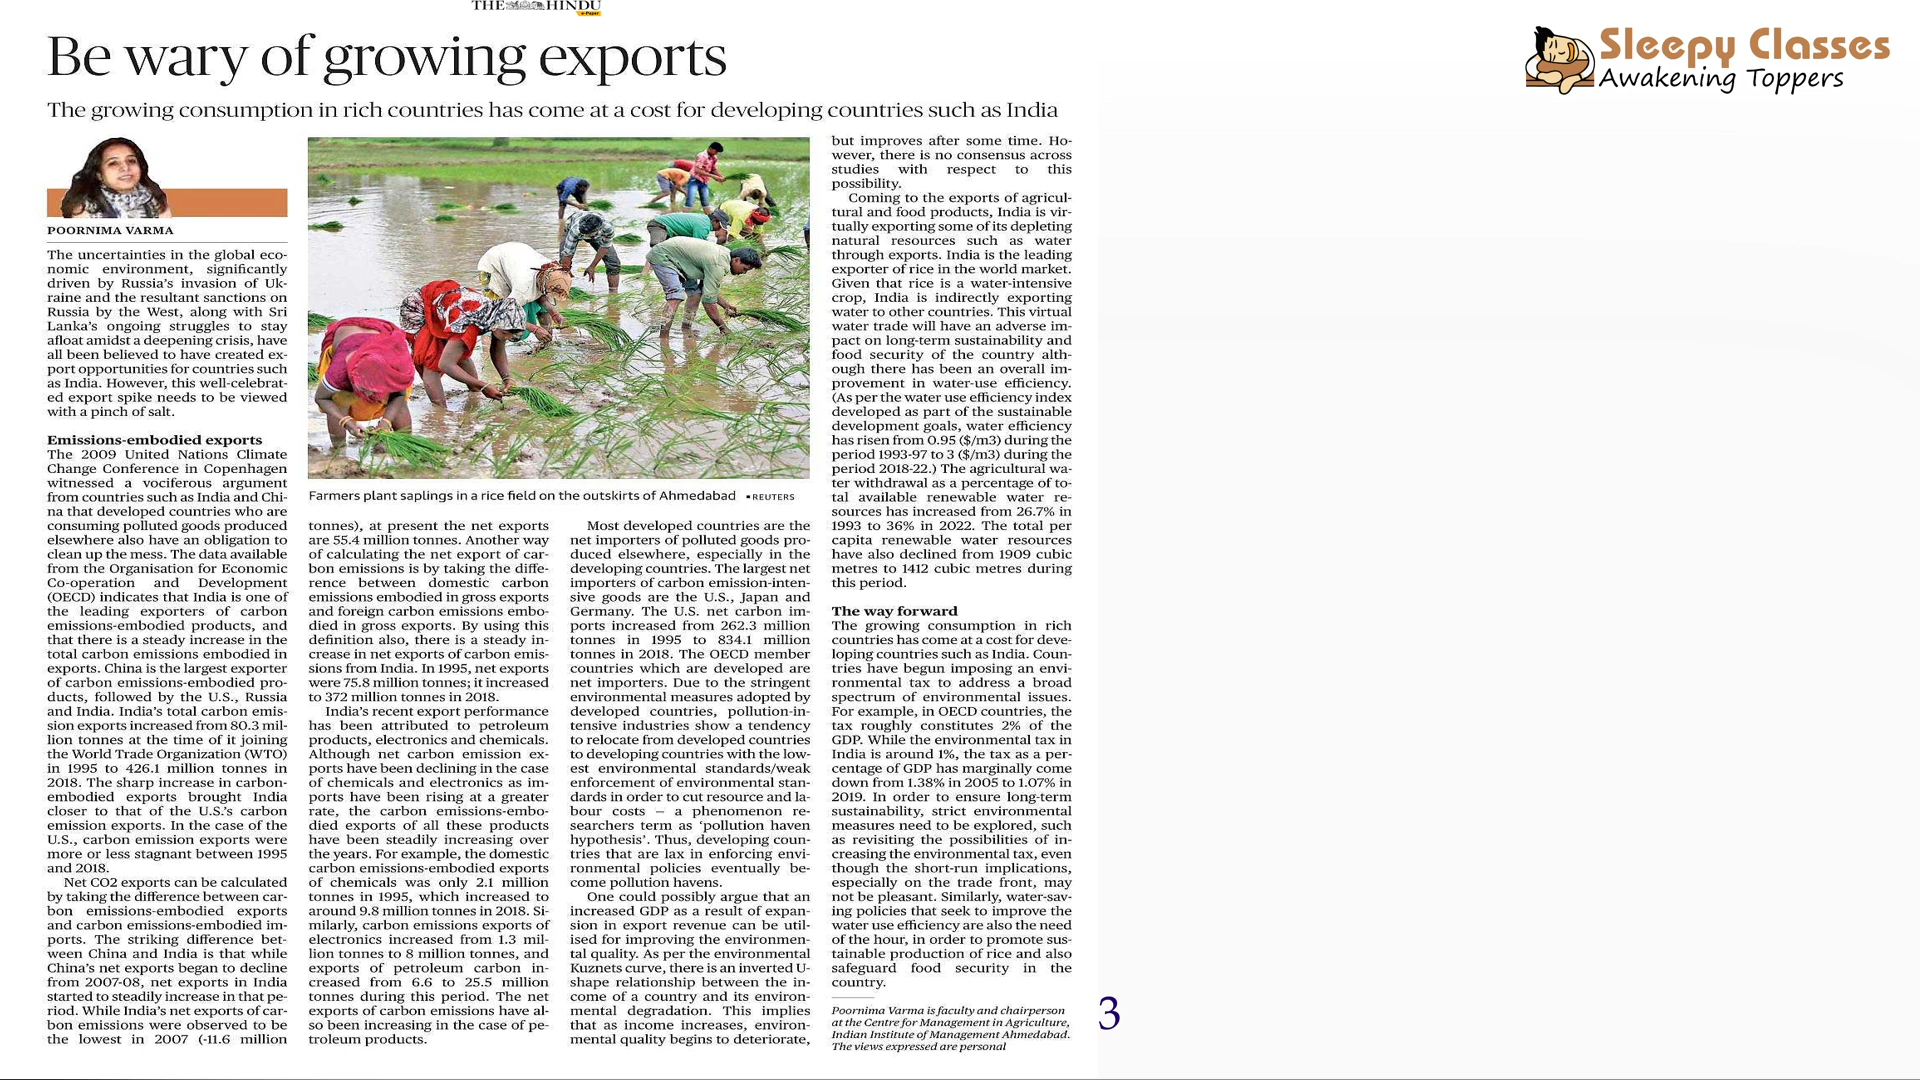 THE HINDU
e-Paper
Sleepy Classes
Awakening Toppers
Be wary of growing exports
The growing consumption in rich countries has come at a cost for developing countries such as India
POORNIMA VARMA
The uncertainties in the global eco-
nomic environment, significantly
driven by Russia's invasion of Uk-
raine and the resultant sanctions on
Russia by the West, along with Sri
Lanka's ongoing struggles to stay
afloat amidst a deepening crisis, have
all been believed to have created ex-
port opportunities for countries such
as India. However, this well-celebrat-
ed export spike needs to be viewed
with a pinch of salt.
Emissions-embodied exports
The 2009 United Nations Climate
Change Conference in Copenhagen
witnessed a vociferous argument
from countries such as India and Chi-
na that developed countries who are
consuming polluted goods produced
elsewhere also have an obligation to
clean up the mess. The data available
from the Organisation for Economic
Co-operation and Development
(OECD) indicates that India is one of
the leading exporters of carbon
emissions-embodied products, and
that there is a steady increase in the
total carbon emissions embodied in
exports. China is the largest exporter
of carbon emissions-embodied pro-
ducts, followed by the U.S., Russia
and India. India's total carbon emis-
sion exports increased from 80.3 mil-
lion tonnes at the time of it joining
the World Trade Organization (WTO)
in 1995 to 426.1 million tonnes in
2018. The sharp increase in carbon-
embodied exports brought India
closer to that of the U.S.'s carbon
emission exports. In the case of the
U.S., carbon emission exports were
more or less stagnant between 1995
and 2018.
Net CO2 exports can be calculated
by taking the difference between car-
bon emissions-embodied exports
and carbon emissions-embodied im-
ports. The striking difference bet-
ween China and India is that while
China's net exports began to decline
from 2007-08, net exports in India
started to steadily increase in that pe-
riod. While India's net exports of car-
bon emissions were observed to be
the lowest in 2007 (-11.6 million
Farmers plant saplings in a rice field on the outskirts of Ahmedabad ▪ REUTERS
tonnes), at present the net exports
are 55.4 million tonnes. Another way
of calculating the net export of car-
bon emissions is by taking the diffe-
rence between domestic carbon
emissions embodied in gross exports
and foreign carbon emissions embo-
died in gross exports. By using this
definition also, there is a steady in-
crease in net exports of carbon emis-
sions from India. In 1995, net exports
were 75.8 million tonnes; it increased
to 372 million tonnes in 2018.
India's recent export performance
has been attributed to petroleum
products, electronics and chemicals.
Although net carbon emission ex-
ports have been declining in the case
of chemicals and electronics as im-
ports have been rising at a greater
rate, the carbon emissions-embo-
died exports of all these products
have been steadily increasing over
the years. For example, the domestic
carbon emissions-embodied exports
of chemicals was only 2.1 million
tonnes in 1995, which increased to
around 9.8 million tonnes in 2018. Si-
milarly, carbon emissions exports of
electronics increased from 1.3 mil-
lion tonnes to 8 million tonnes, and
exports of petroleum carbon in-
creased from 6.6 to 25.5 million
tonnes during this period. The net
exports of carbon emissions have al-
so been increasing in the case of pe-
troleum products.
Most developed countries are the
net importers of polluted goods pro-
duced elsewhere, especially in the
developing countries. The largest net
importers of carbon emission-inten-
sive goods are the U.S., Japan and
Germany. The U.S. net carbon im-
ports increased from 262.3 million
tonnes in 1995 to 834.1 million
tonnes in 2018. The OECD member
countries which are developed are
net importers. Due to the stringent
environmental measures adopted by
developed countries, pollution-in-
tensive industries show a tendency
to relocate from developed countries
to developing countries with the low-
est environmental standards/weak
enforcement of environmental stan-
dards in order to cut resource and la-
bour costs – a phenomenon re-
searchers term as 'pollution haven
hypothesis'. Thus, developing coun-
tries that are lax in enforcing envi-
ronmental policies eventually be-
come pollution havens.
One could possibly argue that an
increased GDP as a result of expan-
sion in export revenue can be util-
ised for improving the environmen-
tal quality. As per the environmental
Kuznets curve, there is an inverted U-
shape relationship between the in-
come of a country and its environ-
mental degradation. This implies
that as income increases, environ-
mental quality begins to deteriorate,
but improves after some time. Ho-
wever, there is no consensus across
studies with respect to this
possibility.
Coming to the exports of agricul-
tural and food products, India is vir-
tually exporting some of its depleting
natural resources such as water
through exports. India is the leading
exporter of rice in the world market.
Given that rice is a water-intensive
crop, India is indirectly exporting
water to other countries. This virtual
water trade will have an adverse im-
pact on long-term sustainability and
food security of the country alth-
ough there has been an overall im-
provement in water-use efficiency.
(As per the water use efficiency index
developed as part of the sustainable
development goals, water efficiency
has risen from 0.95 ($/m3) during the
period 1993-97 to 3 ($/m3) during the
period 2018-22.) The agricultural wa-
ter withdrawal as a percentage of to-
tal available renewable water re-
sources has increased from 26.7% in
1993 to 36% in 2022. The total per
capita renewable water resources
have also declined from 1909 cubic
metres to 1412 cubic metres during
this period.
The way forward
The growing consumption in rich
countries has come at a cost for deve-
loping countries such as India. Coun-
tries have begun imposing an envi-
ronmental tax to address a broad
spectrum of environmental issues.
For example, in OECD countries, the
tax roughly constitutes 2% of the
GDP. While the environmental tax in
India is around 1%, the tax as a per-
centage of GDP has marginally come
down from 1.38% in 2005 to 1.07% in
2019. In order to ensure long-term
sustainability, strict environmental
measures need to be explored, such
as revisiting the possibilities of in-
creasing the environmental tax, even
though the short-run implications,
especially on the trade front, may
not be pleasant. Similarly, water-sav-
ing policies that seek to improve the
water use efficiency are also the need
of the hour, in order to promote sus-
tainable production of rice and also
safeguard food security in the
country.
Poornima Varma is faculty and chairperson
at the Centre for Management in Agriculture,
Indian Institute of Management Ahmedabad.
The views expressed are personal
3